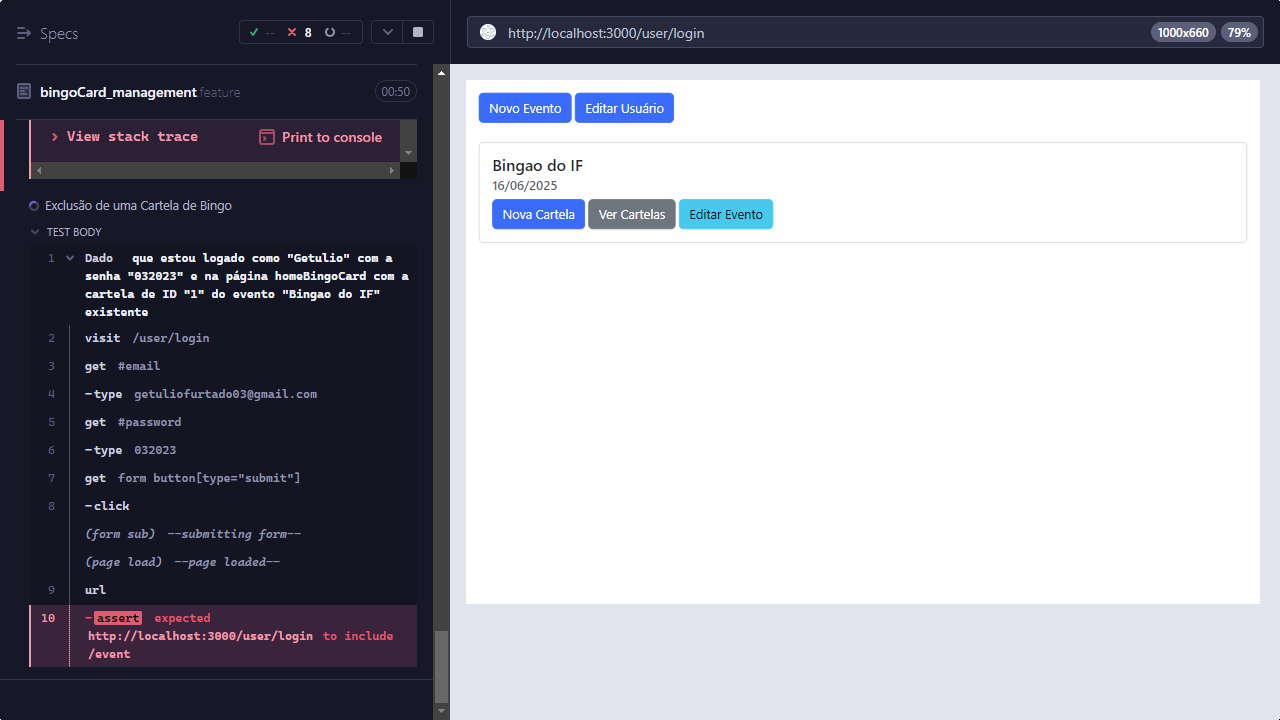 Specs
-- 8 --
bingoCard_management.feature 00:50
View stack trace Print to console
Exclusão de uma Cartela de Bingo
TEST BODY
1 Dado que estou logado como "Getulio" com a
senha "032023" e na página homeBingoCard com a
cartela de ID "1" do evento "Bingao do IF"
existente
2 visit /user/login
3 get #email
4 -type getuliofurtado03@gmail.com
5 get #password
6 -type 032023
7 get form button[type="submit"]
8 -click
(form sub) --submitting form--
(page load) --page loaded--
9 url
10 -assert expected
http://localhost:3000/user/login to include
/event
http://localhost:3000/user/login 1000x660 79%
Novo Evento Editar Usuário
Bingao do IF
16/06/2025
Nova Cartela Ver Cartelas Editar Evento